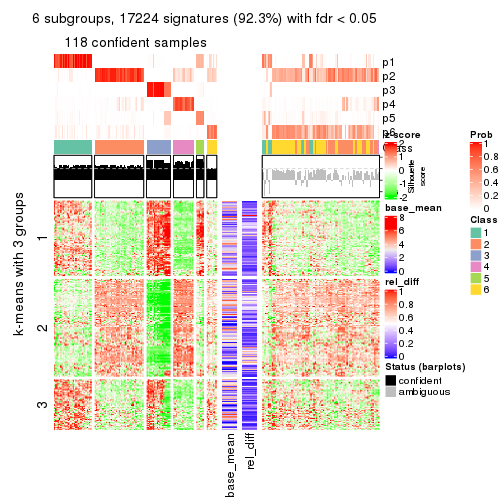 6 subgroups, 17224 signatures (92.3%) with fdr < 0.05
118 confident samples
p1
p2
p3
p4
p5
p6
Class
Silhouette
score
k-means with 3 groups
1
2
3
base_mean
rel_diff
z-score
2
1
0
-1
-2
base_mean
8
6
4
2
0
rel_diff
1
0.8
0.6
0.4
0.2
0
Status (barplots)
confident
ambiguous
Prob
1
0.8
0.6
0.4
0.2
0
Class
1
2
3
4
5
6